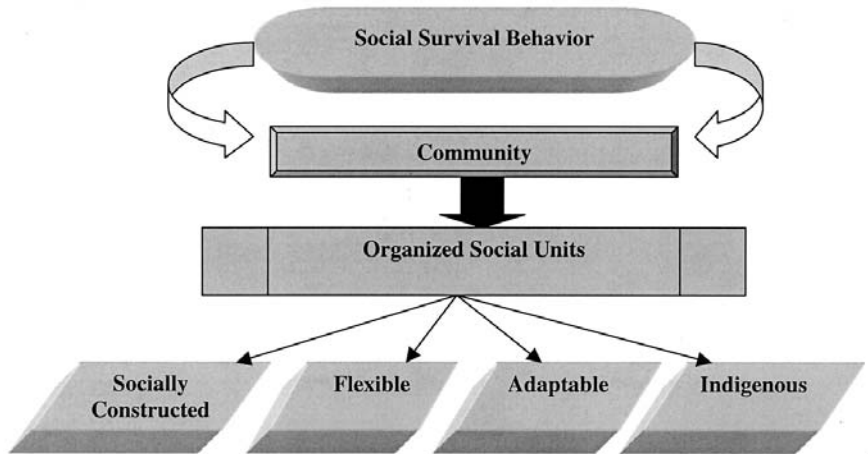 Social Survival Behavior
Community
Organized Social Units
Socially
Constructed
Flexible
Adaptable
Indigenous